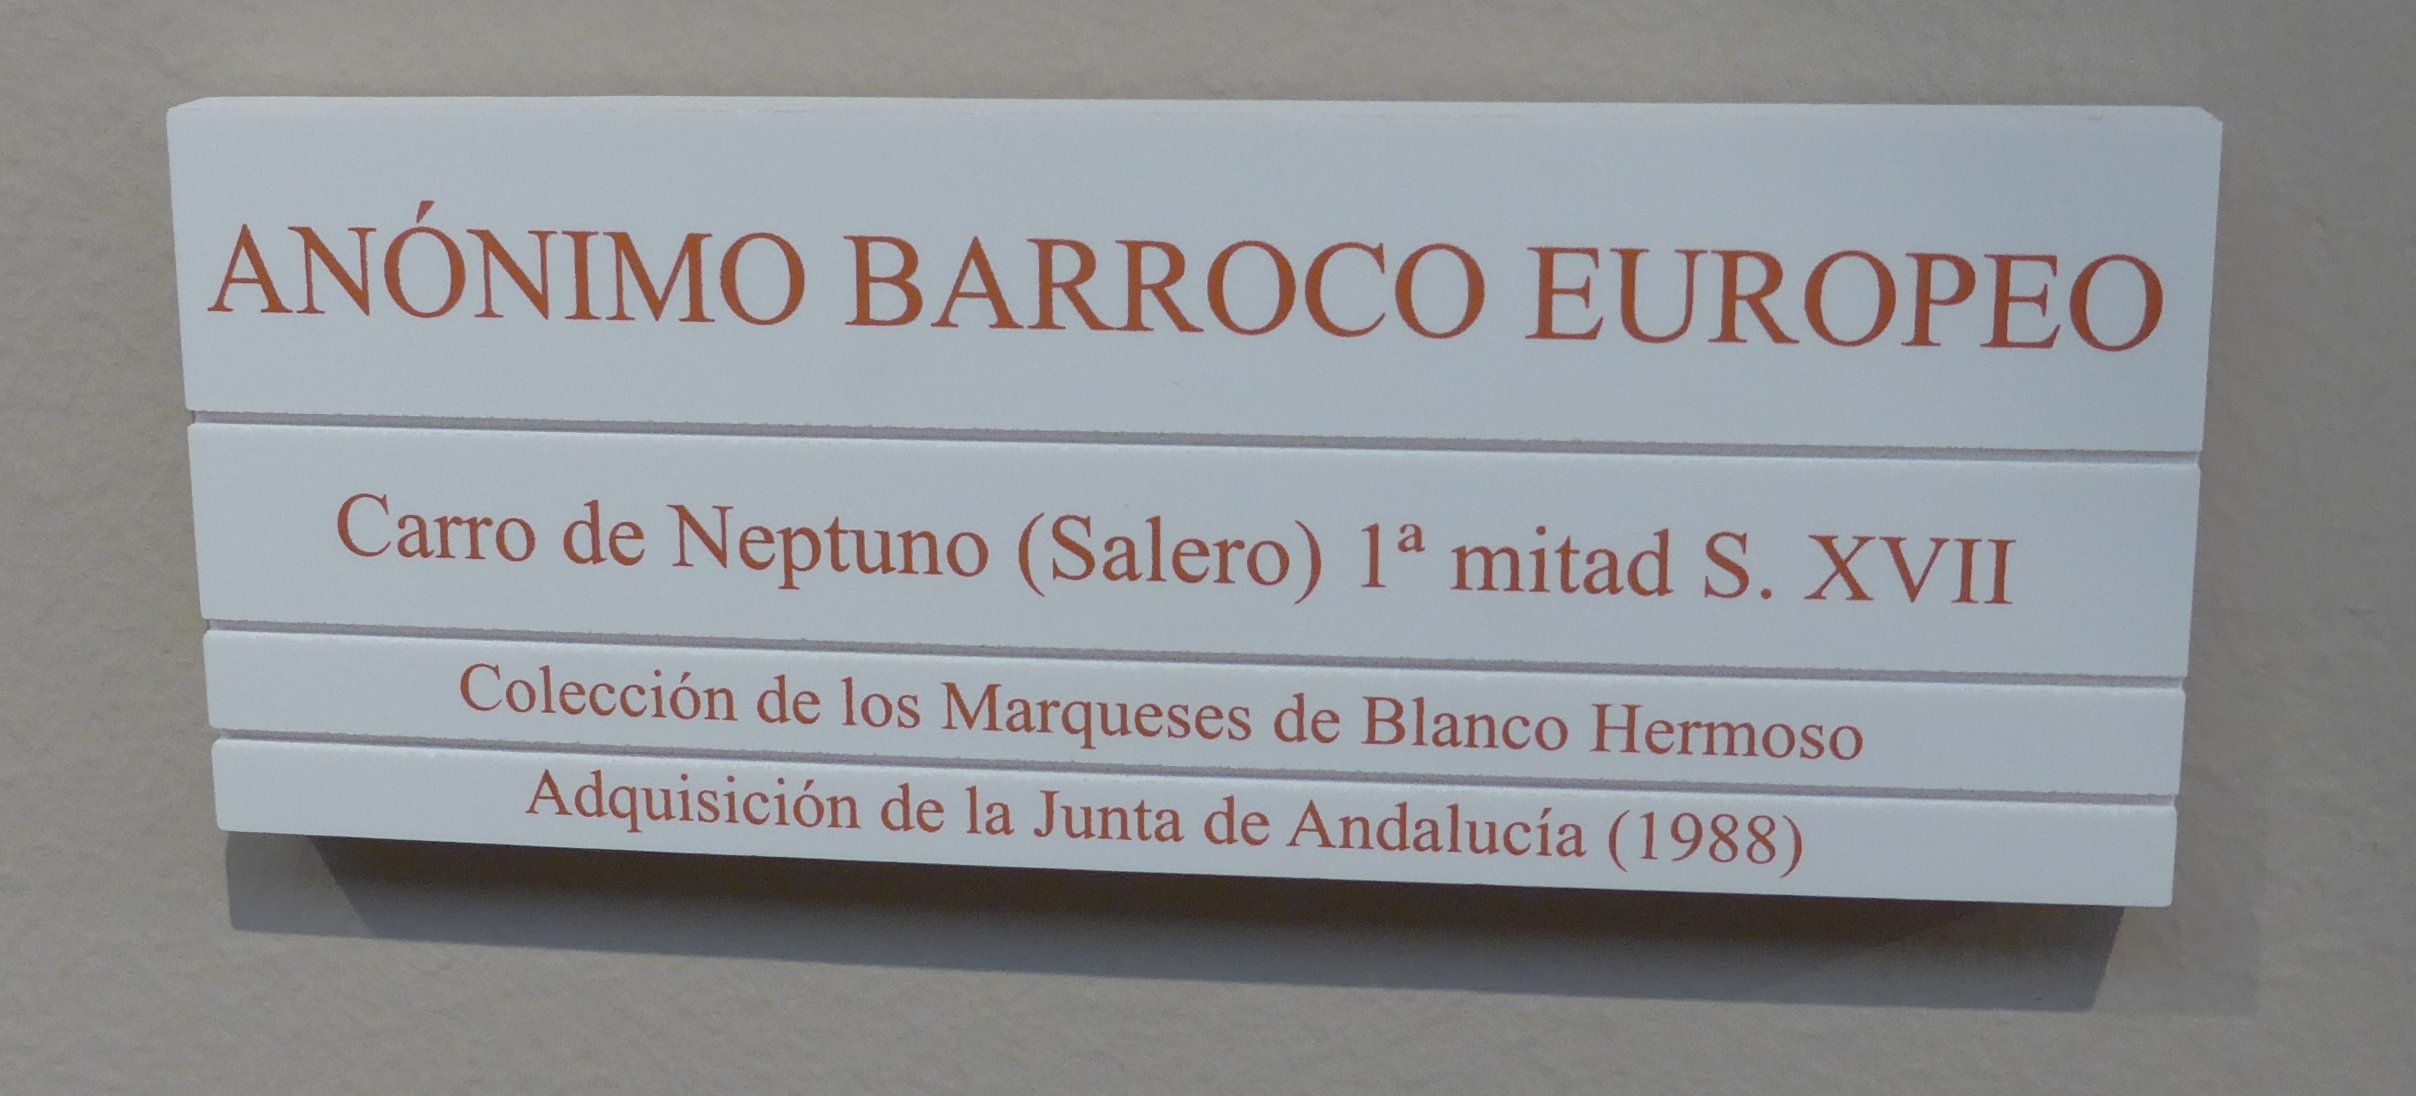 ANÓNIMO BARROCO EUROPEO
Carro de Neptuno (Salero) 1ª mitad S. XVII
Colección de los Marqueses de Blanco Hermoso
Adquisición de la Junta de Andalucía (1988)